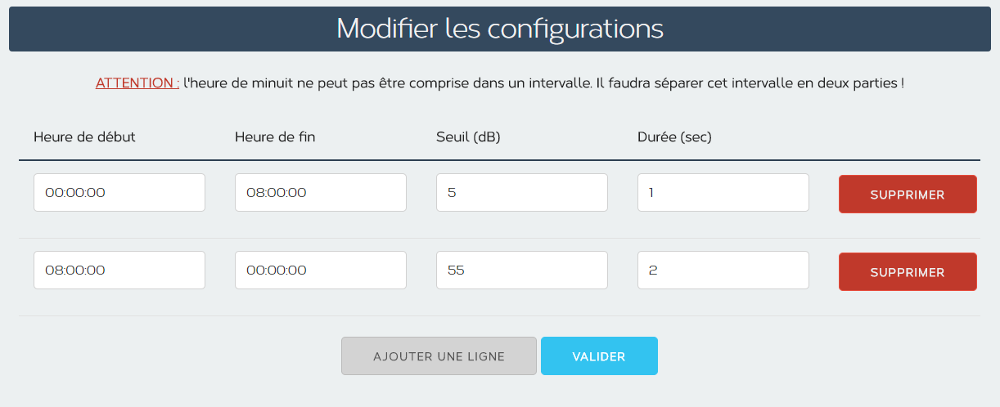 Modifier les configurations
ATTENTION : l'heure de minuit ne peut pas être comprise dans un intervalle. Il faudra séparer cet intervalle en deux parties !
Heure de début Heure de fin Seuil (dB) Durée (sec)
00:00:00 08:00:00 5 1 SUPPRIMER
08:00:00 00:00:00 55 2 SUPPRIMER
AJOUTER UNE LIGNE VALIDER